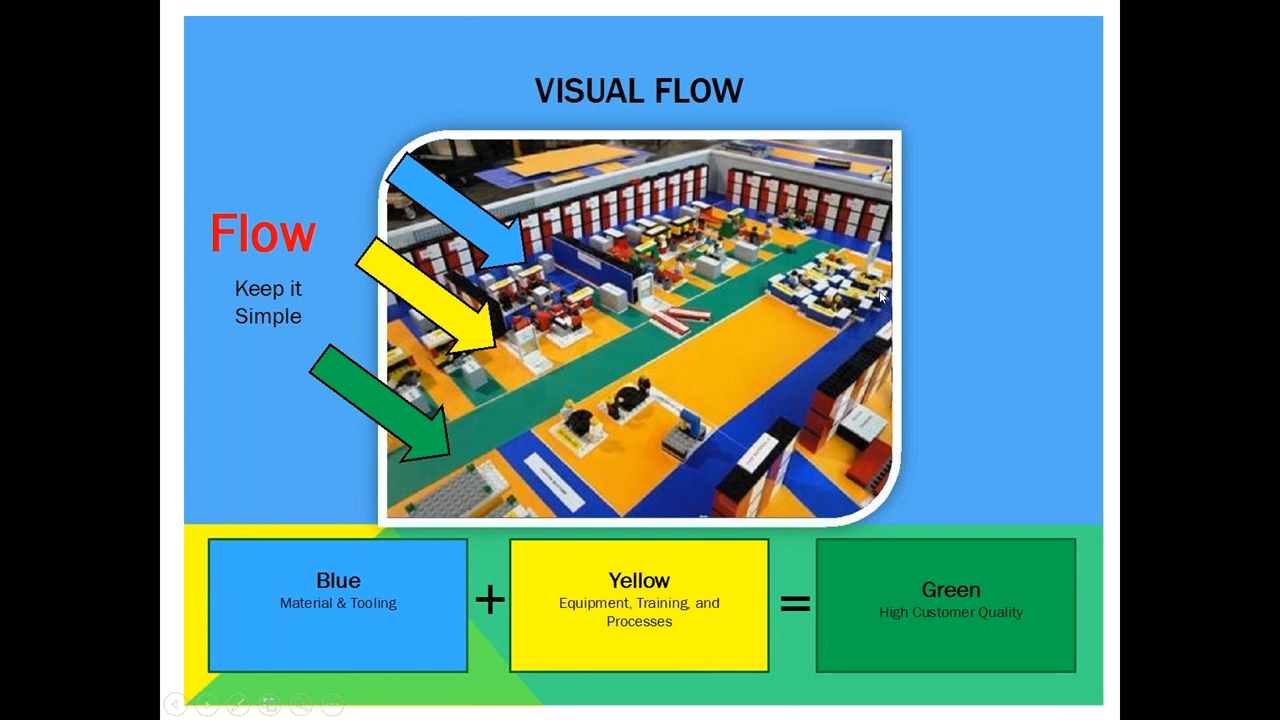 VISUAL FLOW
Flow
Keep it
Simple
Blue
Material & Tooling
+
Yellow
Equipment, Training, and
Processes
=
Green
High Customer Quality